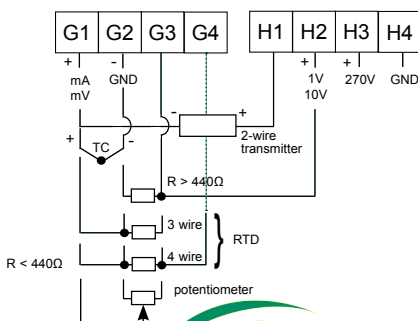 G1 G2 G3 G4 H1 H2 H3 H4
+ - + +
mA GND 1V 270V GND
mV 10V
- +
2-wire
transmitter
+ TC -
R > 440Ω
3 wire
RTD
4 wire
R < 440Ω
potentiometer